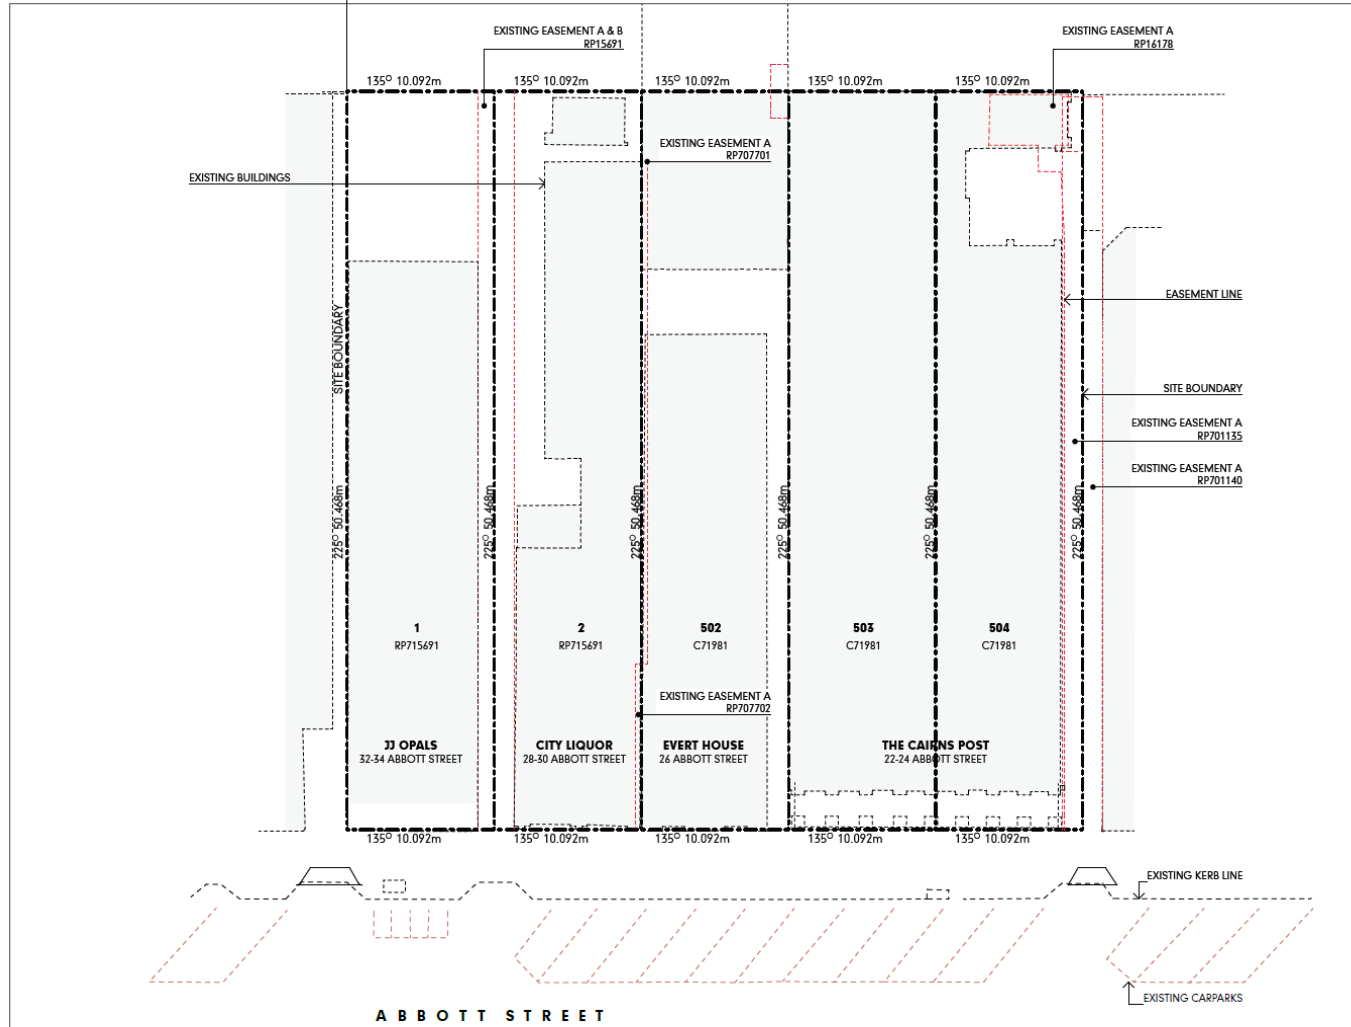 EXISTING EASEMENT A & B
RP15691
EXISTING EASEMENT A
RP16178
135° 10.092m
135° 10.092m
135° 10.092m
135° 10.092m
135° 10.092m
EXISTING EASEMENT A
RP707701
EXISTING BUILDINGS
EASEMENT LINE
SITE BOUNDARY
SITE BOUNDARY
EXISTING EASEMENT A
RP701135
EXISTING EASEMENT A
RP701140
225° 50.468m
225° 50.468m
225° 50.468m
225° 50.468m
225° 50.468m
225° 50.468m
1
RP715691
2
RP715691
502
C71981
503
C71981
504
C71981
EXISTING EASEMENT A
RP707702
JJ OPALS
32-34 ABBOTT STREET
CITY LIQUOR
28-30 ABBOTT STREET
EVERT HOUSE
26 ABBOTT STREET
THE CAIRNS POST
22-24 ABBOTT STREET
135° 10.092m
135° 10.092m
135° 10.092m
135° 10.092m
135° 10.092m
EXISTING KERB LINE
EXISTING CARPARKS
ABBOTT STREET